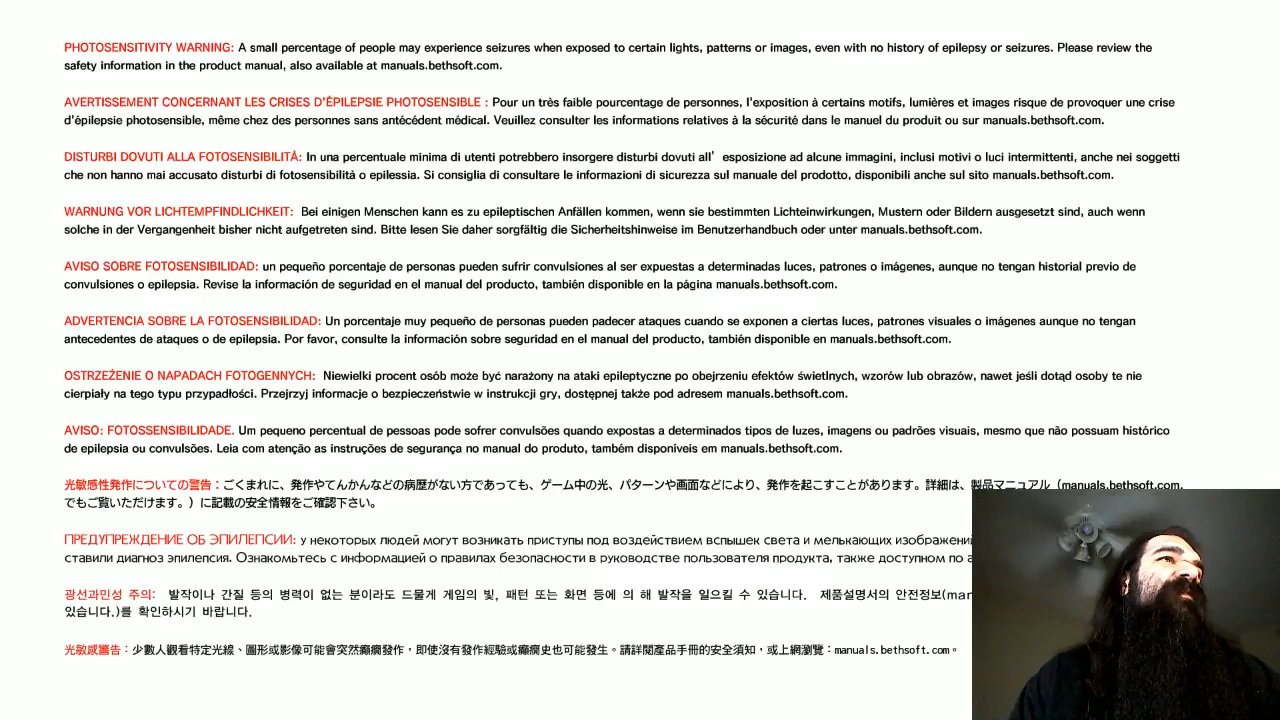 PHOTOSENSITIVITY WARNING: A small percentage of people may experience seizures when exposed to certain lights, patterns or images, even with no history of epilepsy or seizures. Please review the
safety information in the product manual, also available at manuals.bethsoft.com.
AVERTISSEMENT CONCERNANT LES CRISES D'ÉPILEPSIE PHOTOSENSIBLE : Pour un très faible pourcentage de personnes, l'exposition à certains motifs, lumières et images risque de provoquer une crise
d'épilepsie photosensible, même chez des personnes sans antécédent médical. Veuillez consulter les informations relatives à la sécurité dans le manuel du produit ou sur manuals.bethsoft.com.
DISTURBI DOVUTI ALLA FOTOSENSIBILITÀ: In una percentuale minima di utenti potrebbero insorgere disturbi dovuti all' esposizione ad alcune immagini, inclusi motivi o luci intermittenti, anche nei soggetti
che non hanno mai accusato disturbi di fotosensibilità o epilessia. Si consiglia di consultare le informazioni di sicurezza sul manuale del prodotto, disponibili anche sul sito manuals.bethsoft.com.
WARNUNG VOR LICHTEMPFINDLICHKEIT: Bei einigen Menschen kann es zu epileptischen Anfällen kommen, wenn sie bestimmten Lichteinwirkungen, Mustern oder Bildern ausgesetzt sind, auch wenn
solche in der Vergangenheit bisher nicht aufgetreten sind. Bitte lesen Sie daher sorgfältig die Sicherheitshinweise im Benutzerhandbuch oder unter manuals.bethsoft.com.
AVISO SOBRE FOTOSENSIBILIDAD: un pequeño porcentaje de personas pueden sufrir convulsiones al ser expuestas a determinadas luces, patrones o imágenes, aunque no tengan historial previo de
convulsiones o epilepsia. Revise la información de seguridad en el manual del producto, también disponible en la página manuals.bethsoft.com.
ADVERTENCIA SOBRE LA FOTOSENSIBILIDAD: Un porcentaje muy pequeño de personas pueden padecer ataques cuando se exponen a ciertas luces, patrones visuales o imágenes aunque no tengan
antecedentes de ataques o de epilepsia. Por favor, consulte la información sobre seguridad en el manual del producto, también disponible en manuals.bethsoft.com.
OSTRZEŻENIE O NAPADACH FOTOGENNYCH: Niewielki procent osób może być narażony na ataki epileptyczne po obejrzeniu efektów świetlnych, wzorów lub obrazów, nawet jeśli dotąd osoby te nie
cierpiały na tego typu przypadłości. Przejrzyj informacje o bezpieczeństwie w instrukcji gry, dostępnej także pod adresem manuals.bethsoft.com.
AVISO: FOTOSSENSIBILIDADE. Um pequeno percentual de pessoas pode sofrer convulsões quando expostas a determinados tipos de luzes, imagens ou padrões visuais, mesmo que não possuam histórico
de epilepsia ou convulsões. Leia com atenção as instruções de segurança no manual do produto, também disponíveis em manuals.bethsoft.com.
光敏感性発作についての警告：ごくまれに、発作やてんかんなどの病歴がない方であっても、ゲーム中の光、パターンや画面などにより、発作を起こすことがあります。詳細は、製品マニュアル（manuals.bethsoft.com.
でもご覧いただけます。）に記載の安全情報をご確認下さい。
ПРЕДУПРЕЖДЕНИЕ ОБ ЭПИЛЕПСИИ: у некоторых людей могут возникать приступы под воздействием вспышек света и мелькающих изображений
ставили диагноз эпилепсия. Ознакомьтесь с информацией о правилах безопасности в руководстве пользователя продукта, также доступном по
광선과민성 주의: 발작이나 간질 등의 병력이 없는 분이라도 드물게 게임의 빛, 패턴 또는 화면 등에 의 해 발작을 일으킬 수 있습니다. 제품설명서의 안전정보(man
있습니다.)를 확인하시기 바랍니다.
光敏感警告：少數人觀看特定光線、圖形或影像可能會突然癲癇發作，即使沒有發作經驗或癲癇史也可能發生。請詳閱產品手冊的安全須知，或上網瀏覽：manuals.bethsoft.com。